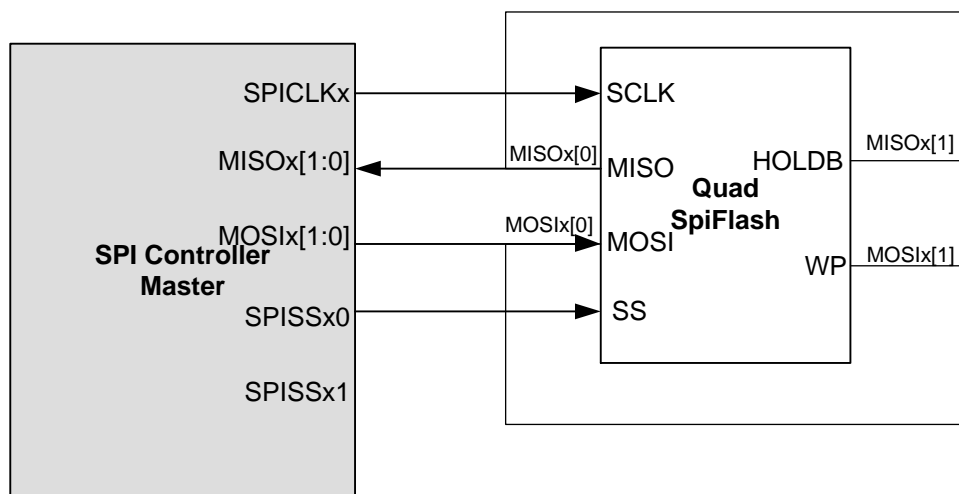 SPICLKx
MISOx[1:0]
MOSIx[1:0]
SPI Controller
Master
SPISSx0
SPISSx1
MISOx[0]
MOSIx[0]
SCLK
MISO
MOSI
SS
Quad
SpiFlash
HOLDB
WP
MISOx[1]
MOSIx[1]